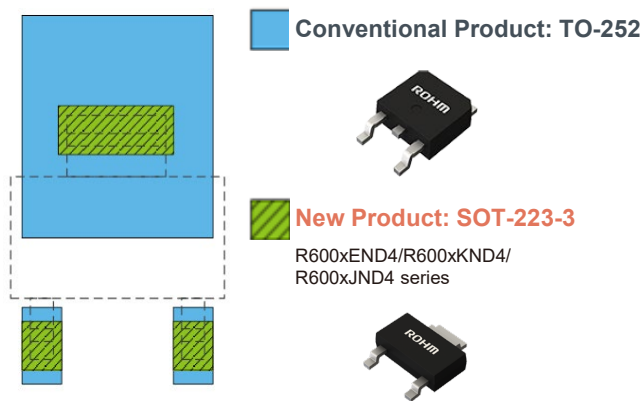 Conventional Product: TO-252
ROHM
New Product: SOT-223-3
R600xEND4/R600xKND4/
R600xJND4 series
ROHM